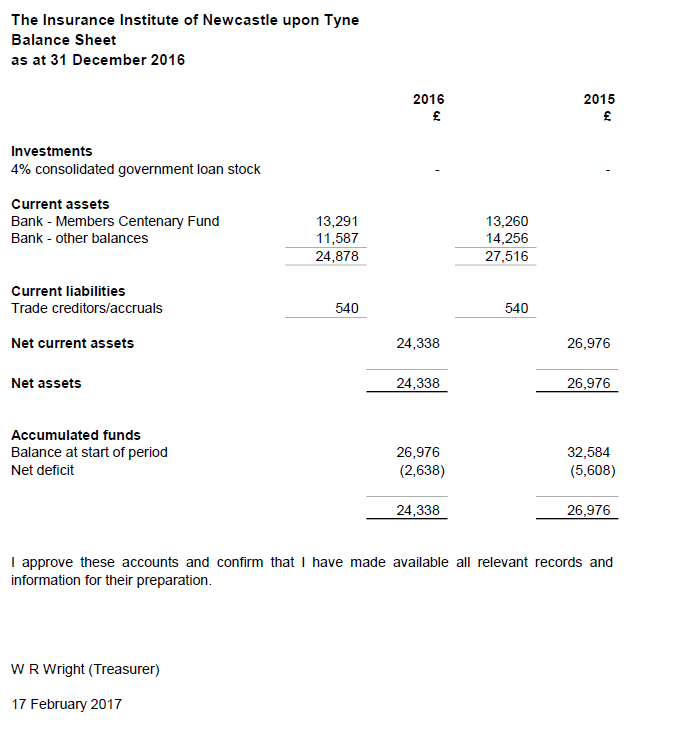 The Insurance Institute of Newcastle upon Tyne
Balance Sheet
as at 31 December 2016
2016 2015
£ £
Investments
4% consolidated government loan stock - -
Current assets
Bank - Members Centenary Fund 13,291 13,260
Bank - other balances 11,587 14,256
24,878 27,516
Current liabilities
Trade creditors/accruals 540 540
Net current assets 24,338 26,976
Net assets 24,338 26,976
Accumulated funds
Balance at start of period 26,976 32,584
Net deficit (2,638) (5,608)
24,338 26,976
I approve these accounts and confirm that I have made available all relevant records and
information for their preparation.
W R Wright (Treasurer)
17 February 2017